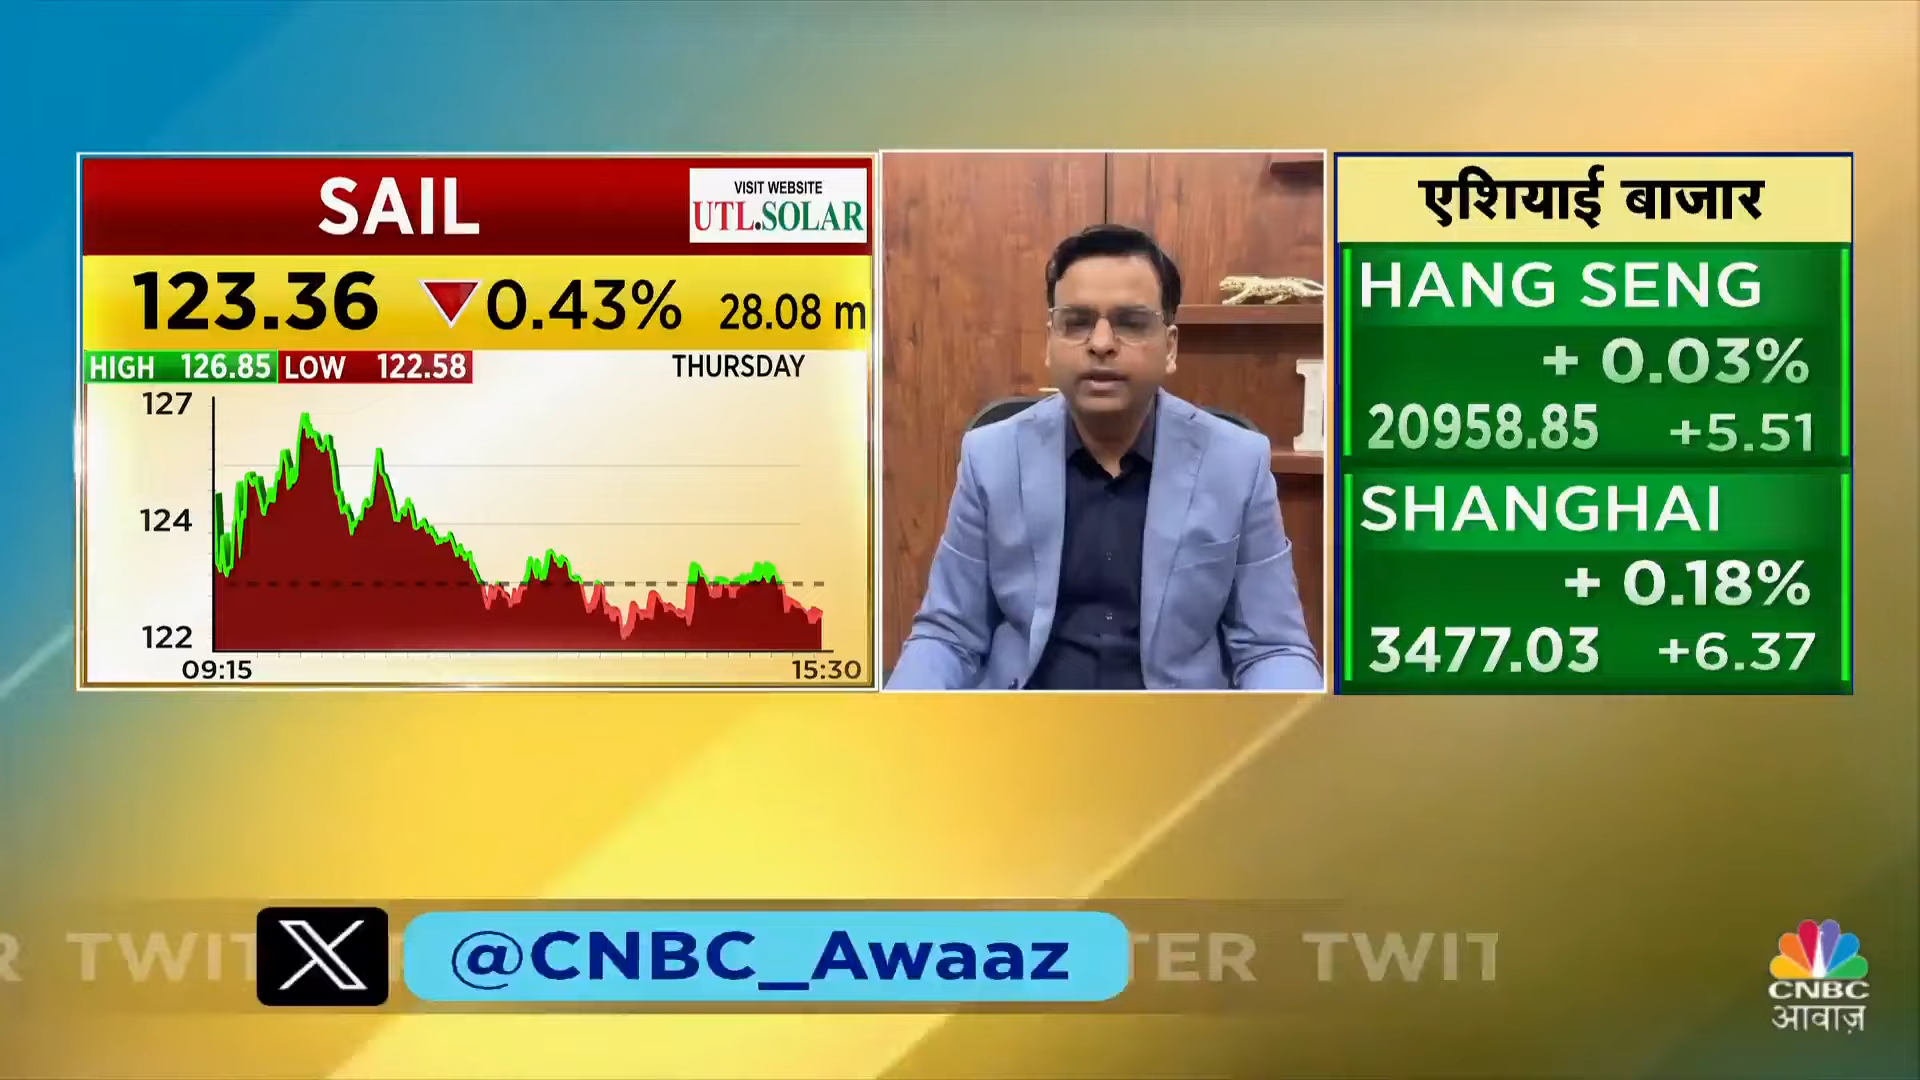 SAIL
VISIT WEBSITE
UTL.SOLAR
123.36 ▼0.43% 28.08 m
HIGH 126.85 LOW 122.58 THURSDAY
127
124
122
09:15 15:30
एशियाई बाजार
HANG SENG
+ 0.03%
20958.85 +5.51
SHANGHAI
+ 0.18%
3477.03 +6.37
R TWIT @CNBC_Awaaz TER TWIT
CNBC
आवाज़